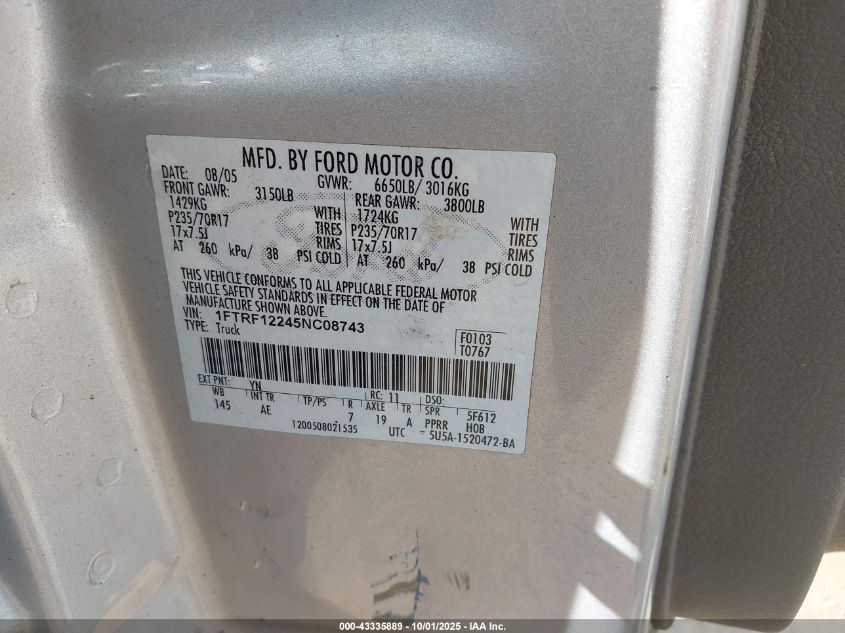 MFD. BY FORD MOTOR CO.
DATE: 08/05 GVWR: 6650LB/ 3016KG
FRONT GAWR: 3150LB REAR GAWR: 3800LB
1429KG WITH 1724KG WITH
P235/70R17 TIRES P235/70R17 TIRES
17x7.5J RIMS 17x7.5J RIMS
AT 260 kPa/ 38 PSI COLD AT 260 kPa/ 38 PSI COLD
THIS VEHICLE CONFORMS TO ALL APPLICABLE FEDERAL MOTOR
VEHICLE SAFETY STANDARDS IN EFFECT ON THE DATE OF
MANUFACTURE SHOWN ABOVE.
VIN: 1FTRF12245NC08743
TYPE: Truck
F0103
T0767
EXT PNT: YN RC: 11 DSO:
WB INT TR TP/PS R AXLE TR SPR 5F612
145 AE 7 19 A PPRR HOB
1200508021535 UTC 5U5A-1520472-BA
000-43335889 - 10/01/2025 - IAA Inc.